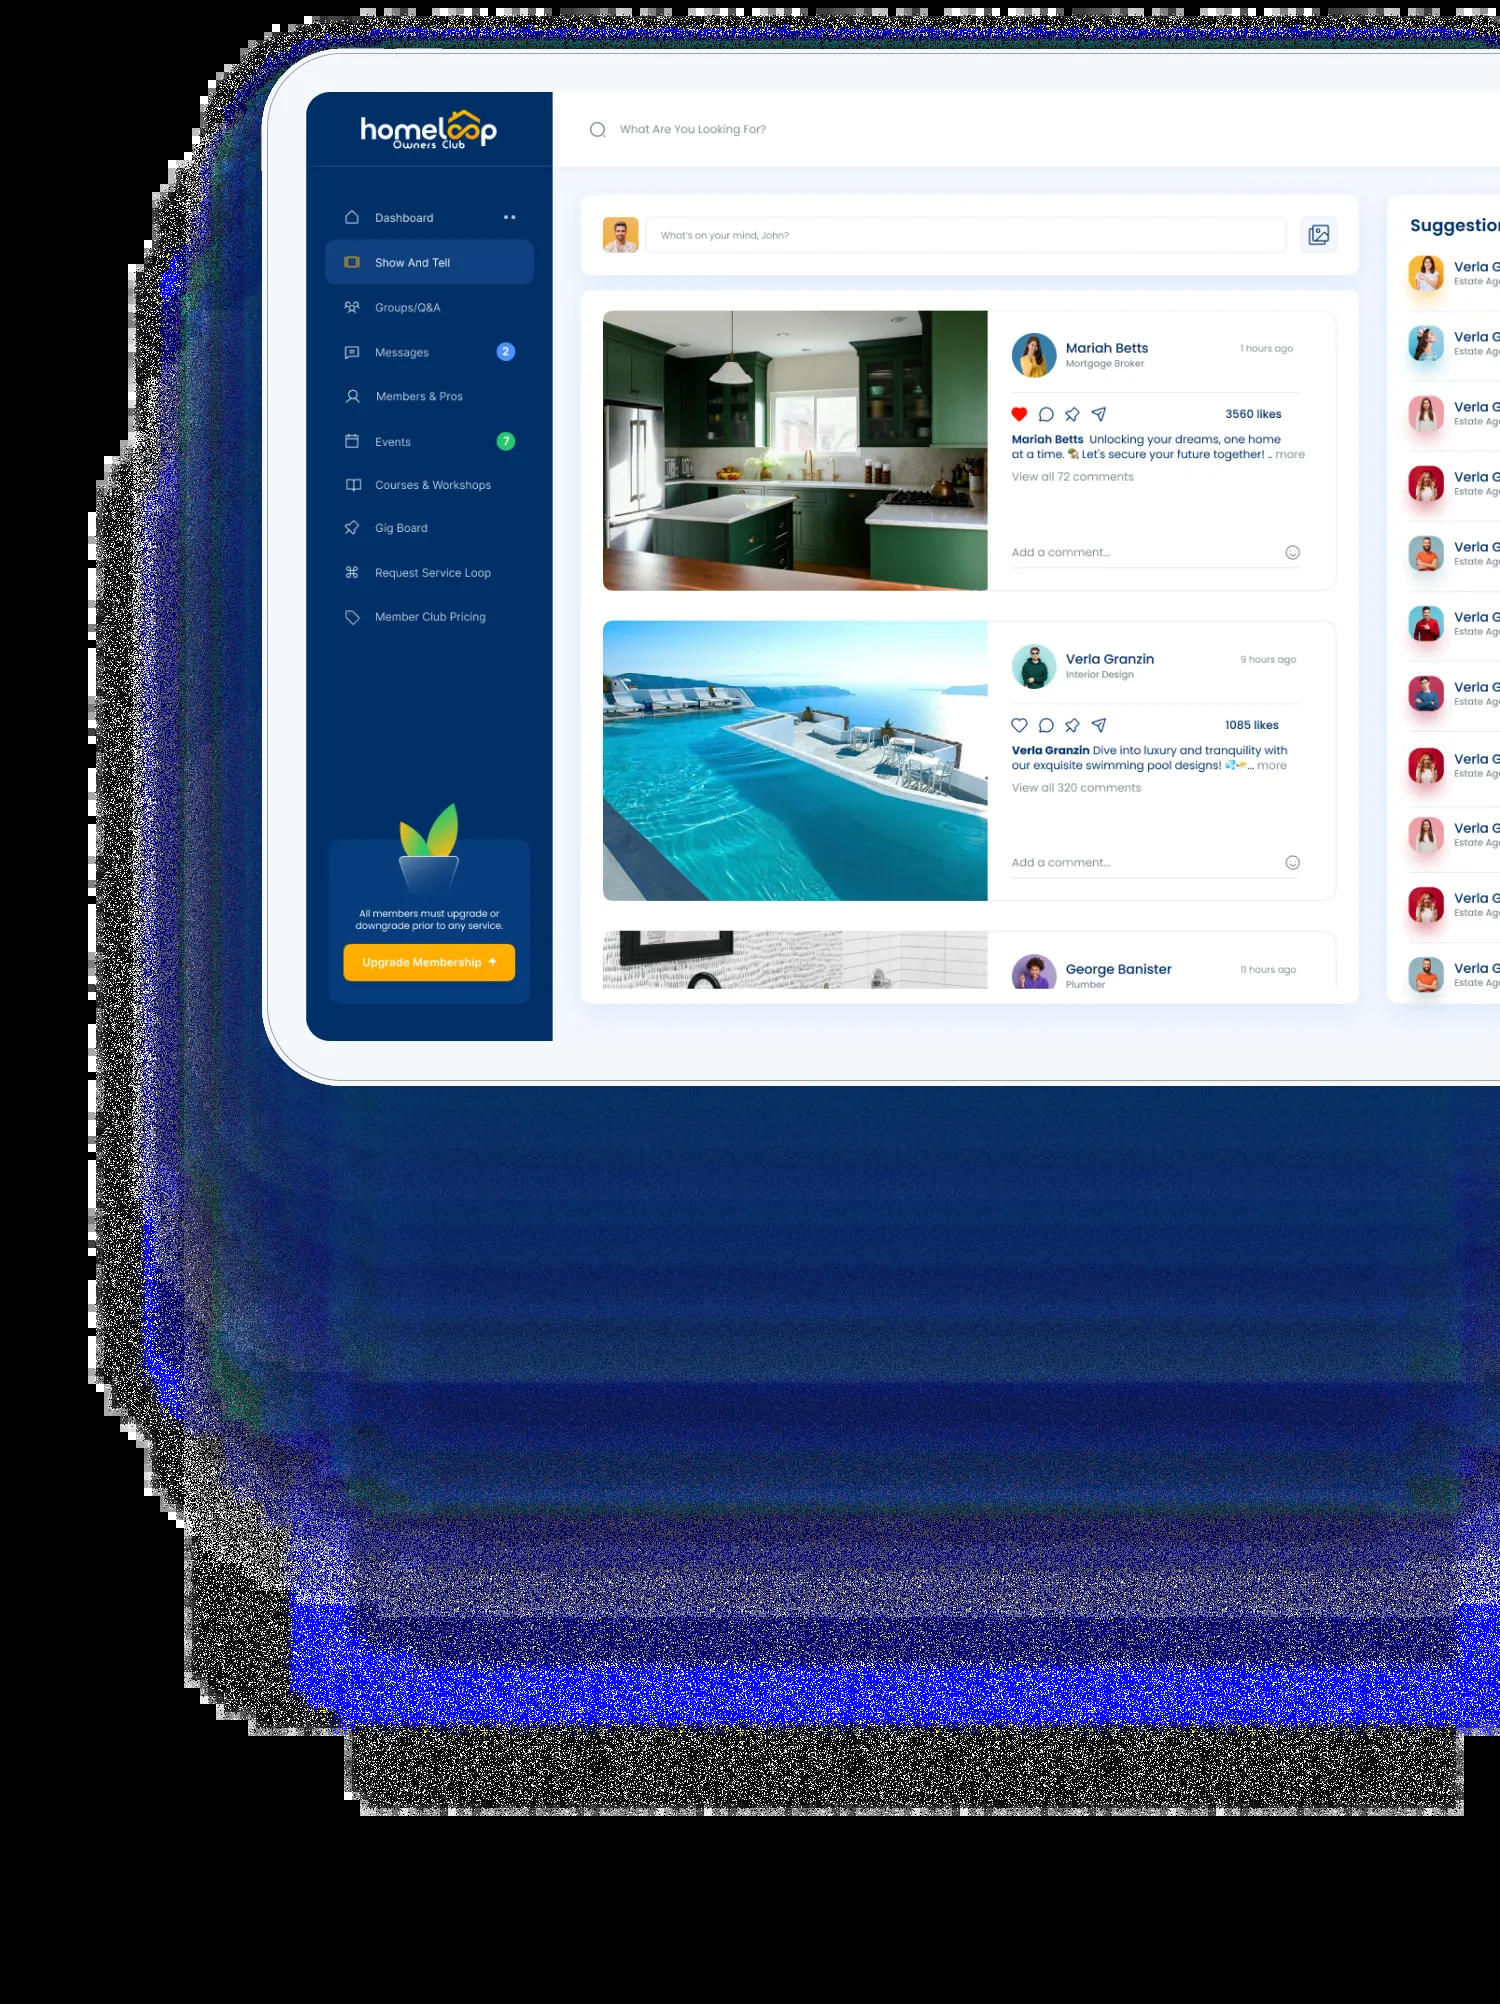 homeloop
Owners Club
What Are You Looking For?
Dashboard
Show And Tell
Groups/Q&A
Messages 2
Members & Pros
Events 7
Courses & Workshops
Gig Board
Request Service Loop
Member Club Pricing
All members must upgrade or
downgrade prior to any service.
Upgrade Membership
What's on your mind, John?
Mariah Betts
Mortgage Broker
1 hours ago
3560 likes
Mariah Betts Unlocking your dreams, one home
at a time. 🏡 Let's secure your future together! .. more
View all 72 comments
Add a comment...
Verla Granzin
Interior Design
9 hours ago
1085 likes
Verla Granzin Dive into luxury and tranquility with
our exquisite swimming pool designs! 💦🏊... more
View all 320 comments
Add a comment...
George Banister
Plumber
11 hours ago
Suggestion
Verla G
Estate Ag
Verla G
Estate Ag
Verla G
Estate Ag
Verla G
Estate Ag
Verla G
Estate Ag
Verla G
Estate Ag
Verla G
Estate Ag
Verla G
Estate Ag
Verla G
Estate Ag
Verla G
Estate Ag
Verla G
Estate Ag